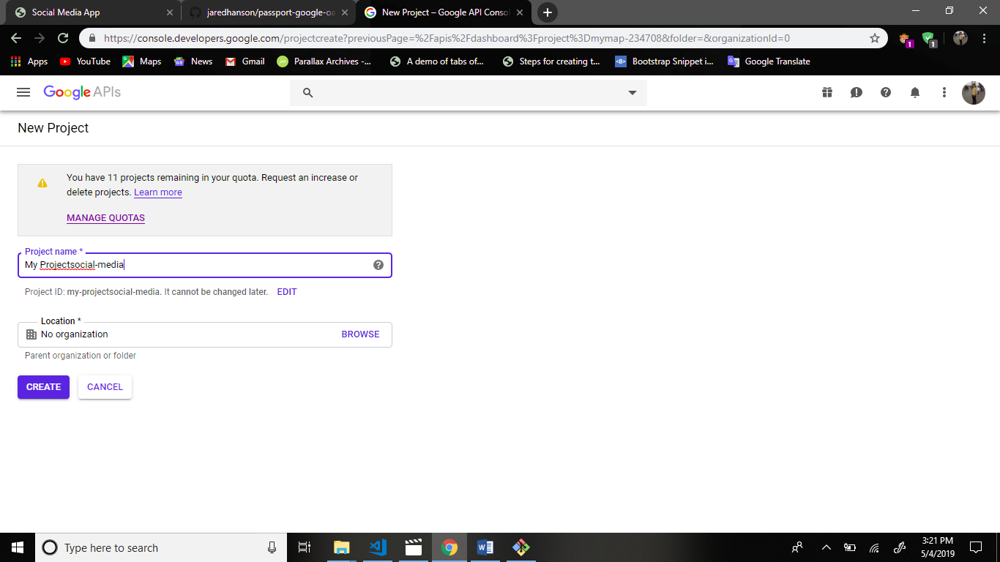 Social Media App
jaredhanson/passport-google-oa
New Project – Google API Consol
https://console.developers.google.com/projectcreate?previousPage=%2Fapis%2Fdashboard%3Fproject%3Dmymap-234708&folder=&organizationId=0
1
1
Apps
YouTube
Maps
News
Gmail
Parallax Archives -...
A demo of tabs of...
Steps for creating t...
Bootstrap Snippet i...
Google Translate
Google APIs
New Project
You have 11 projects remaining in your quota. Request an increase or
delete projects. Learn more
MANAGE QUOTAS
Project name *
My Projectsocial-media
Project ID: my-projectsocial-media. It cannot be changed later. EDIT
Location *
No organization
BROWSE
Parent organization or folder
CREATE
CANCEL
Type here to search
3:21 PM
5/4/2019